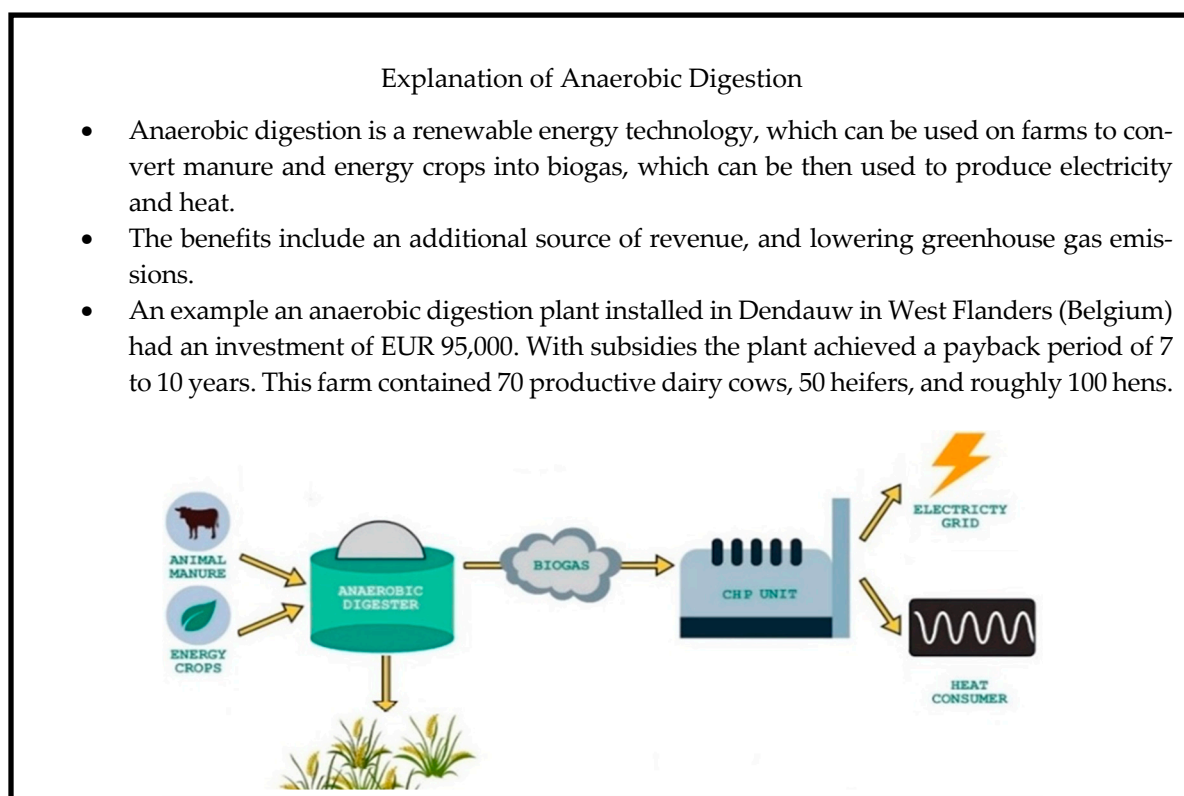 Explanation of Anaerobic Digestion
• Anaerobic digestion is a renewable energy technology, which can be used on farms to con-
vert manure and energy crops into biogas, which can be then used to produce electricity
and heat.
• The benefits include an additional source of revenue, and lowering greenhouse gas emis-
sions.
• An example an anaerobic digestion plant installed in Dendauw in West Flanders (Belgium)
had an investment of EUR 95,000. With subsidies the plant achieved a payback period of 7
to 10 years. This farm contained 70 productive dairy cows, 50 heifers, and roughly 100 hens.
ANIMAL
MANURE
ENERGY
CROPS
ANAEROBIC
DIGESTER
BIOGAS
CHP UNIT
ELECTRICTY
GRID
HEAT
CONSUMER